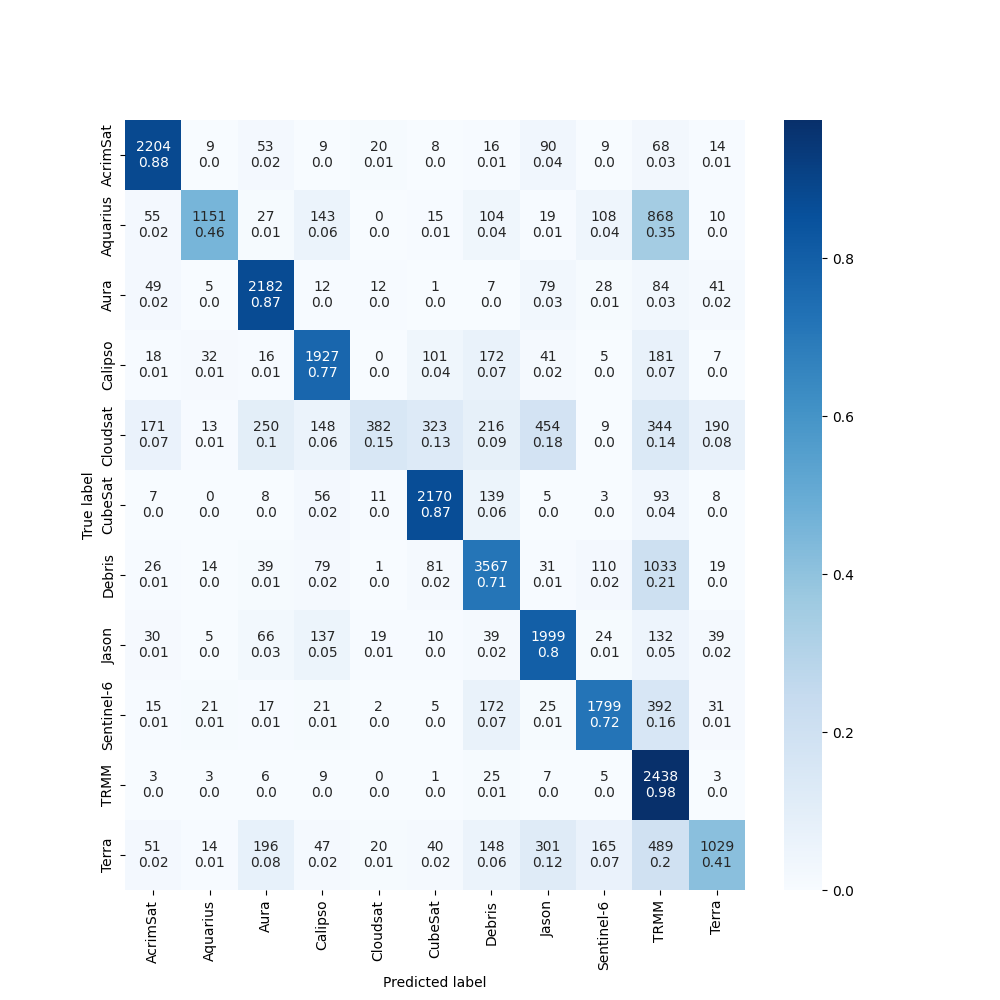 AcrimSat 2204 9 53 9 20 8 16 90 9 68 14
0.88 0.0 0.02 0.0 0.01 0.0 0.01 0.04 0.0 0.03 0.01
Aquarius 55 1151 27 143 0 15 104 19 108 868 10
0.02 0.46 0.01 0.06 0.0 0.01 0.04 0.01 0.04 0.35 0.0
Aura 49 5 2182 12 12 1 7 79 28 84 41
0.02 0.0 0.87 0.0 0.0 0.0 0.0 0.03 0.01 0.03 0.02
Calipso 18 32 16 1927 0 101 172 41 5 181 7
0.01 0.01 0.01 0.77 0.0 0.04 0.07 0.02 0.0 0.07 0.0
Cloudsat 171 13 250 148 382 323 216 454 9 344 190
0.07 0.01 0.1 0.06 0.15 0.13 0.09 0.18 0.0 0.14 0.08
CubeSat 7 0 8 56 11 2170 139 5 3 93 8
0.0 0.0 0.0 0.02 0.0 0.87 0.06 0.0 0.0 0.04 0.0
Debris 26 14 39 79 1 81 3567 31 110 1033 19
0.01 0.0 0.01 0.02 0.0 0.02 0.71 0.01 0.02 0.21 0.0
Jason 30 5 66 137 19 10 39 1999 24 132 39
0.01 0.0 0.03 0.05 0.01 0.0 0.02 0.8 0.01 0.05 0.02
Sentinel-6 15 21 17 21 2 5 172 25 1799 392 31
0.01 0.01 0.01 0.01 0.0 0.0 0.07 0.01 0.72 0.16 0.01
TRMM 3 3 6 9 0 1 25 7 5 2438 3
0.0 0.0 0.0 0.0 0.0 0.0 0.01 0.0 0.0 0.98 0.0
Terra 51 14 196 47 20 40 148 301 165 489 1029
0.02 0.01 0.08 0.02 0.01 0.02 0.06 0.12 0.07 0.2 0.41
True label
AcrimSat Aquarius Aura Calipso Cloudsat CubeSat Debris Jason Sentinel-6 TRMM Terra
Predicted label
0.8
0.6
0.4
0.2
0.0